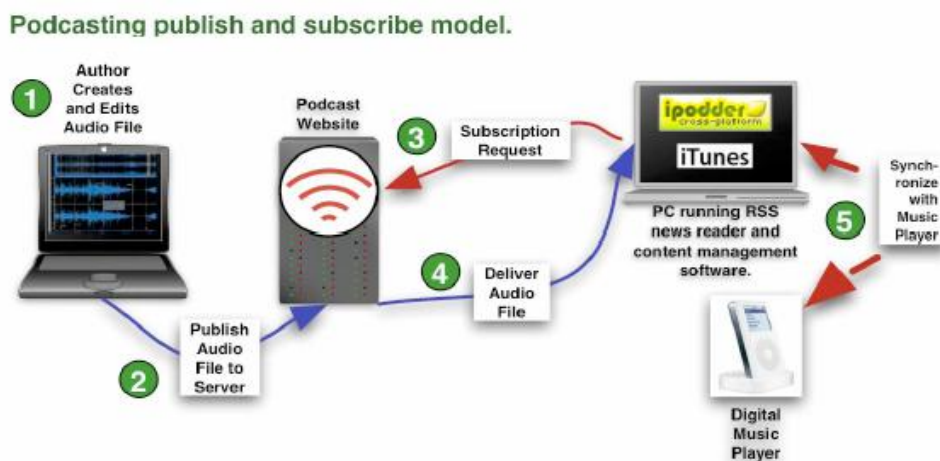 Podcasting publish and subscribe model.
1
Author
Creates
and Edits
Audio File
2
Publish
Audio
File to
Server
Podcast
Website
3
Subscription
Request
4
Deliver
Audio
File
ipodder
cross-platform
iTunes
PC running RSS
news reader and
content management
software.
5
Synch-
ronize
with
Music
Player
Digital
Music
Player